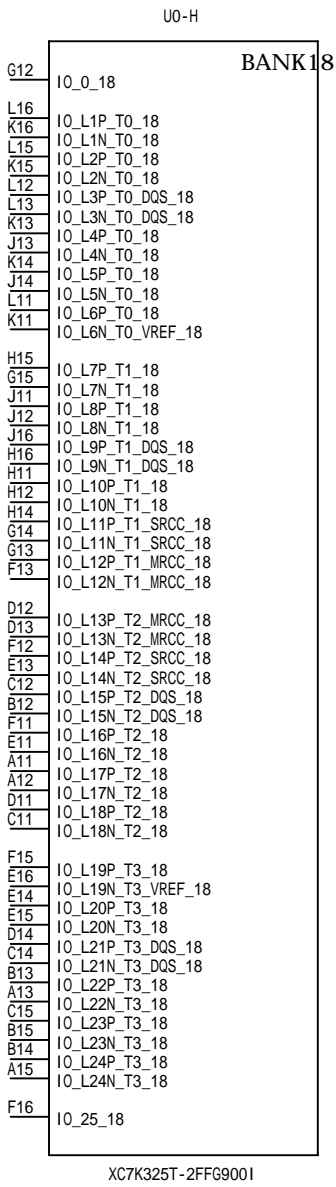 U0-H
BANK18
G12 IO_0_18
L16 IO_L1P_T0_18
K16 IO_L1N_T0_18
L15 IO_L2P_T0_18
K15 IO_L2N_T0_18
L12 IO_L3P_T0_DQS_18
L13 IO_L3N_T0_DQS_18
K13 IO_L4P_T0_18
J13 IO_L4N_T0_18
K14 IO_L5P_T0_18
J14 IO_L5N_T0_18
L11 IO_L6P_T0_18
K11 IO_L6N_T0_VREF_18
H15 IO_L7P_T1_18
G15 IO_L7N_T1_18
J11 IO_L8P_T1_18
J12 IO_L8N_T1_18
J16 IO_L9P_T1_DQS_18
H16 IO_L9N_T1_DQS_18
H11 IO_L10P_T1_18
H12 IO_L10N_T1_18
H14 IO_L11P_T1_SRCC_18
G14 IO_L11N_T1_SRCC_18
G13 IO_L12P_T1_MRCC_18
F13 IO_L12N_T1_MRCC_18
D12 IO_L13P_T2_MRCC_18
D13 IO_L13N_T2_MRCC_18
F12 IO_L14P_T2_SRCC_18
E13 IO_L14N_T2_SRCC_18
C12 IO_L15P_T2_DQS_18
B12 IO_L15N_T2_DQS_18
F11 IO_L16P_T2_18
E11 IO_L16N_T2_18
A11 IO_L17P_T2_18
A12 IO_L17N_T2_18
D11 IO_L18P_T2_18
C11 IO_L18N_T2_18
F15 IO_L19P_T3_18
E16 IO_L19N_T3_VREF_18
E14 IO_L20P_T3_18
E15 IO_L20N_T3_18
D14 IO_L21P_T3_DQS_18
C14 IO_L21N_T3_DQS_18
B13 IO_L22P_T3_18
A13 IO_L22N_T3_18
C15 IO_L23P_T3_18
B15 IO_L23N_T3_18
B14 IO_L24P_T3_18
A15 IO_L24N_T3_18
F16 IO_25_18
XC7K325T-2FFG900I